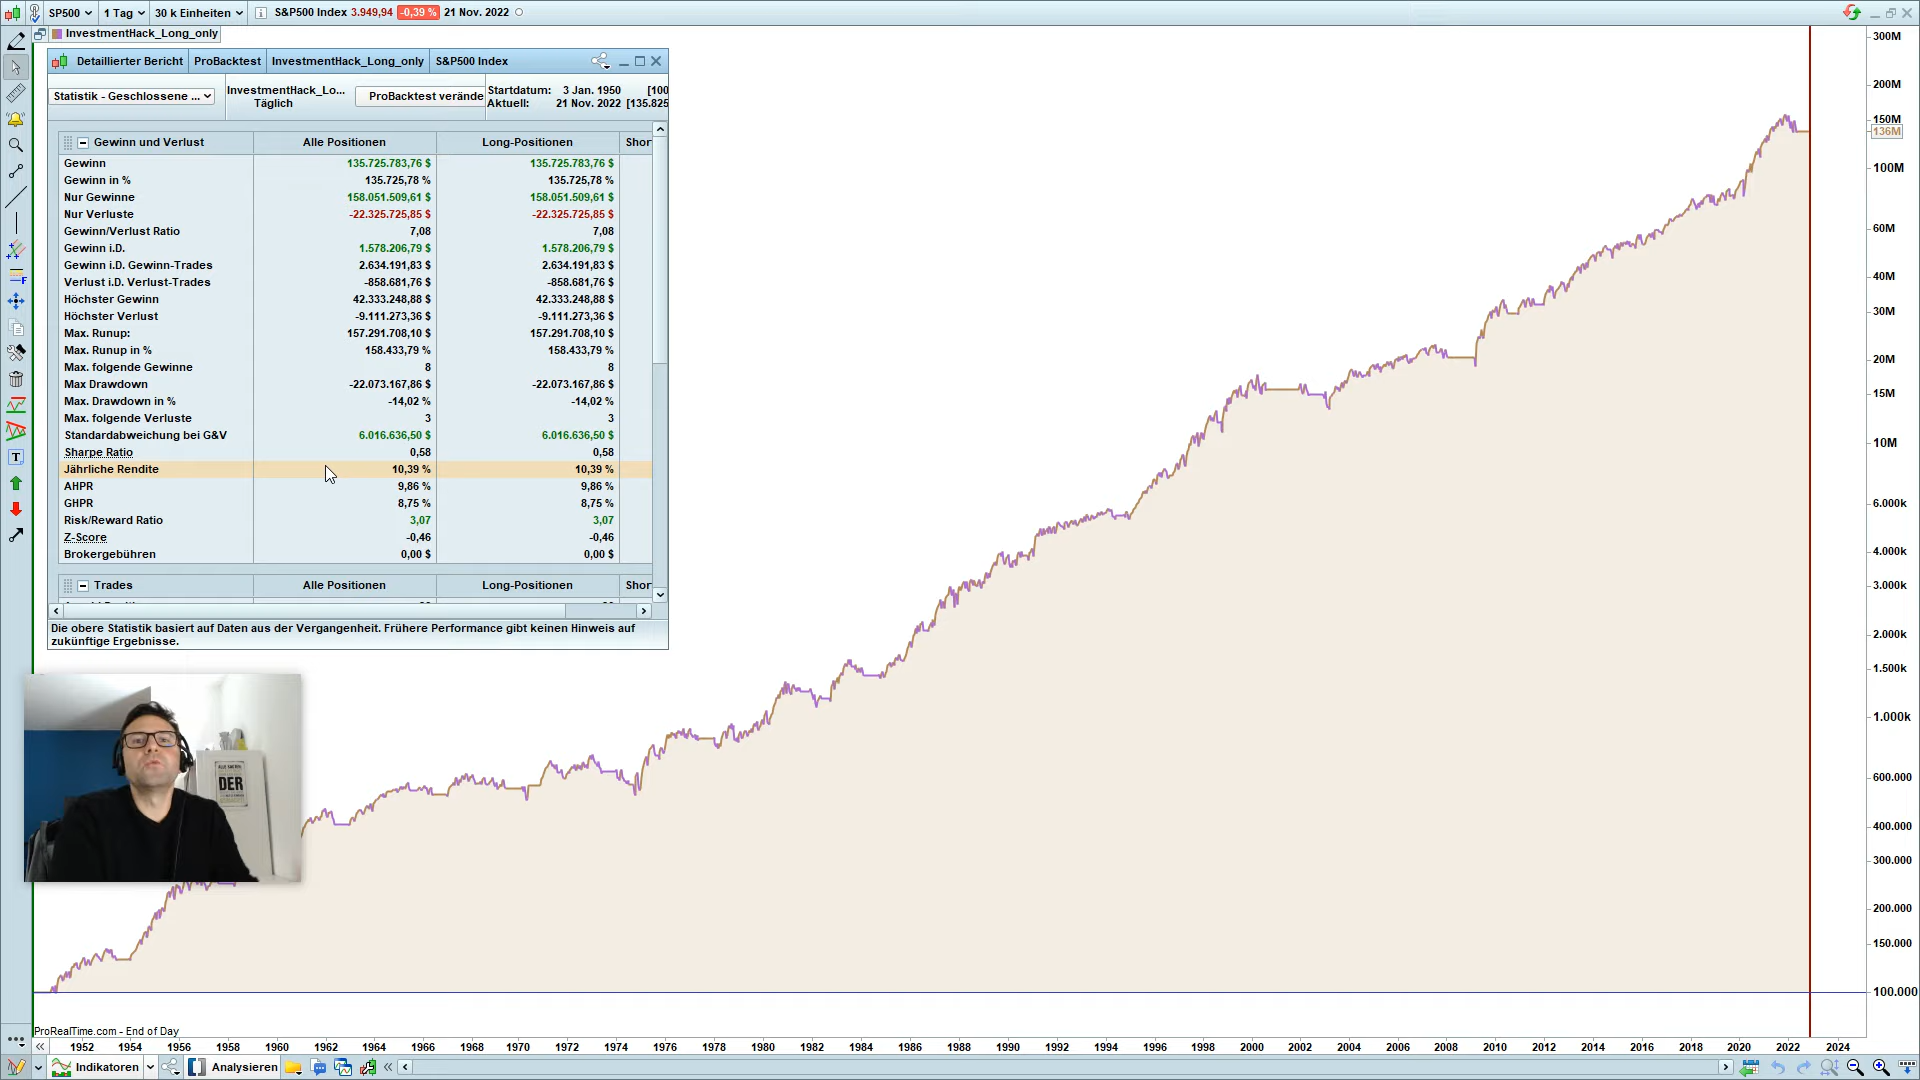 SP500 1 Tag 30 k Einheiten S&P500 Index 3.949,94 -0,39 % 21 Nov. 2022
InvestmentHack_Long_only
Detaillierter Bericht ProBacktest InvestmentHack_Long_only S&P500 Index
Statistik - Geschlossene ... InvestmentHack_Lo... Täglich ProBacktest verände
Startdatum: 3 Jan. 1950 [100
Aktuell: 21 Nov. 2022 [135.825
Gewinn und Verlust Alle Positionen Long-Positionen Shor
Gewinn 135.725.783,76 $ 135.725.783,76 $
Gewinn in % 135.725,78 % 135.725,78 %
Nur Gewinne 158.051.509,61 $ 158.051.509,61 $
Nur Verluste -22.325.725,85 $ -22.325.725,85 $
Gewinn/Verlust Ratio 7,08 7,08
Gewinn i.D. 1.578.206,79 $ 1.578.206,79 $
Gewinn i.D. Gewinn-Trades 2.634.191,83 $ 2.634.191,83 $
Verlust i.D. Verlust-Trades -858.681,76 $ -858.681,76 $
Höchster Gewinn 42.333.248,88 $ 42.333.248,88 $
Höchster Verlust -9.111.273,36 $ -9.111.273,36 $
Max. Runup: 157.291.708,10 $ 157.291.708,10 $
Max. Runup in % 158.433,79 % 158.433,79 %
Max. folgende Gewinne 8 8
Max Drawdown -22.073.167,86 $ -22.073.167,86 $
Max. Drawdown in % -14,02 % -14,02 %
Max. folgende Verluste 3 3
Standardabweichung bei G&V 6.016.636,50 $ 6.016.636,50 $
Sharpe Ratio 0,58 0,58
Jährliche Rendite 10,39 % 10,39 %
AHPR 9,86 % 9,86 %
GHPR 8,75 % 8,75 %
Risk/Reward Ratio 3,07 3,07
Z-Score -0,46 -0,46
Brokergebühren 0,00 $ 0,00 $
Trades Alle Positionen Long-Positionen Shor
Die obere Statistik basiert auf Daten aus der Vergangenheit. Frühere Performance gibt keinen Hinweis auf
zukünftige Ergebnisse.
DER
300M
200M
150M
136M
100M
60M
40M
30M
20M
15M
10M
6.000k
4.000k
3.000k
2.000k
1.500k
1.000k
600.000
400.000
300.000
200.000
150.000
100.000
ProRealTime.com - End of Day
1952 1954 1956 1958 1960 1962 1964 1966 1968 1970 1972 1974 1976 1978 1980 1982 1984 1986 1988 1990 1992 1994 1996 1998 2000 2002 2004 2006 2008 2010 2012 2014 2016 2018 2020 2022 2024
Indikatoren Analysieren